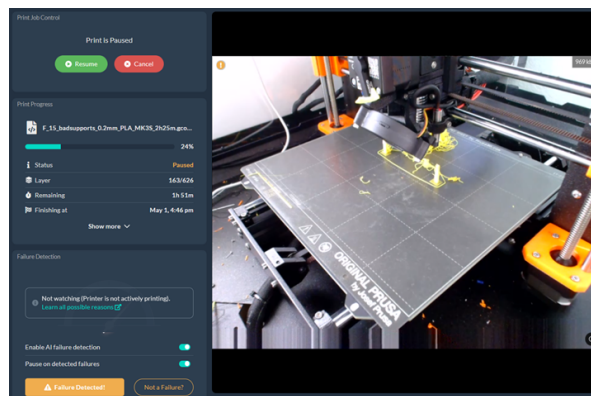 Print Job Control
Print Is Paused
Resume
Cancel
Print Progress
F_15_badsupports_0.2mm_PLA_MK3S_2h25m.gco...
24%
Status
Paused
Layer
163/626
Remaining
1h 51m
Finishing at
May 1, 4:46 pm
Show more
Failure Detection
Not watching (Printer is not actively printing).
Learn all possible reasons
Enable AI failure detection
Pause on detected failures
Failure Detected!
Not a Failure?
ORIGINAL PRUSA
by Josef Prusa